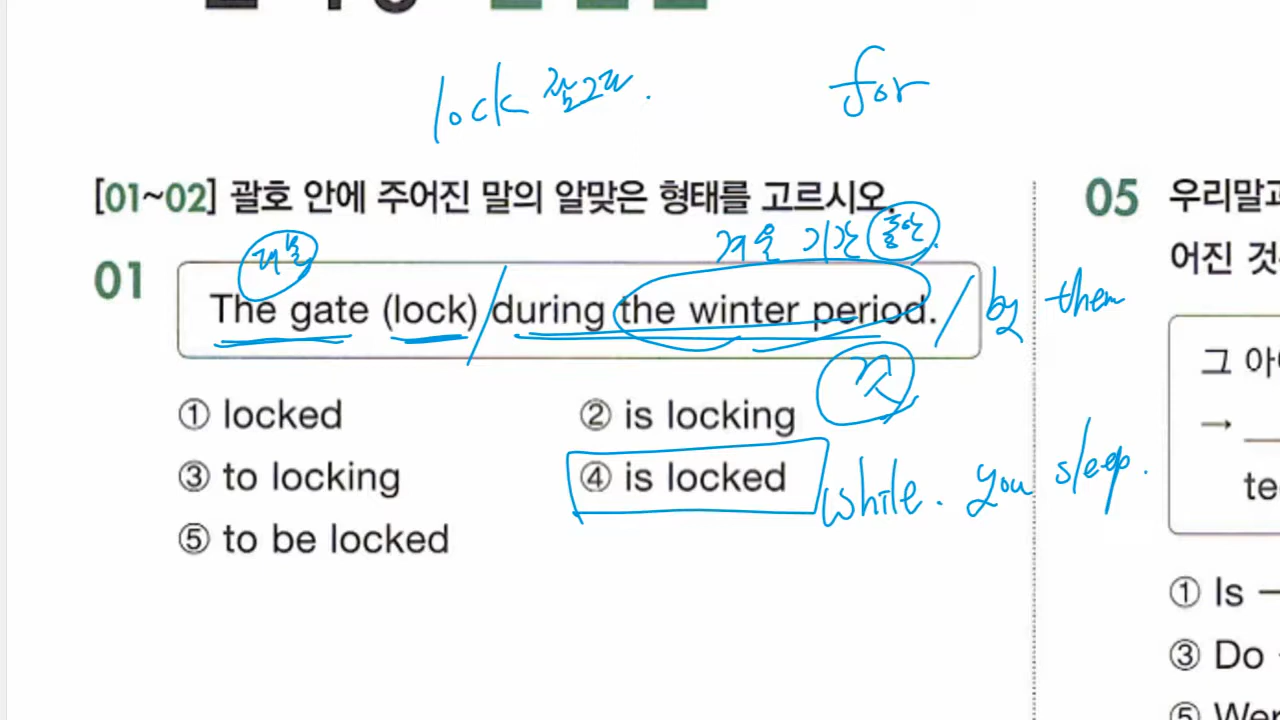 lock 잠그다. for
[01~02] 괄호 안에 주어진 말의 알맞은 형태를 고르시오.
겨울 기간 동안.
01 The gate (lock) / during the winter period. / by them
① locked ② is locking
③ to locking ④ is locked
while. you sleep.
⑤ to be locked
05 우리말과
어진 것
그 아
→
te
① Is
③ Do
⑤ Wer